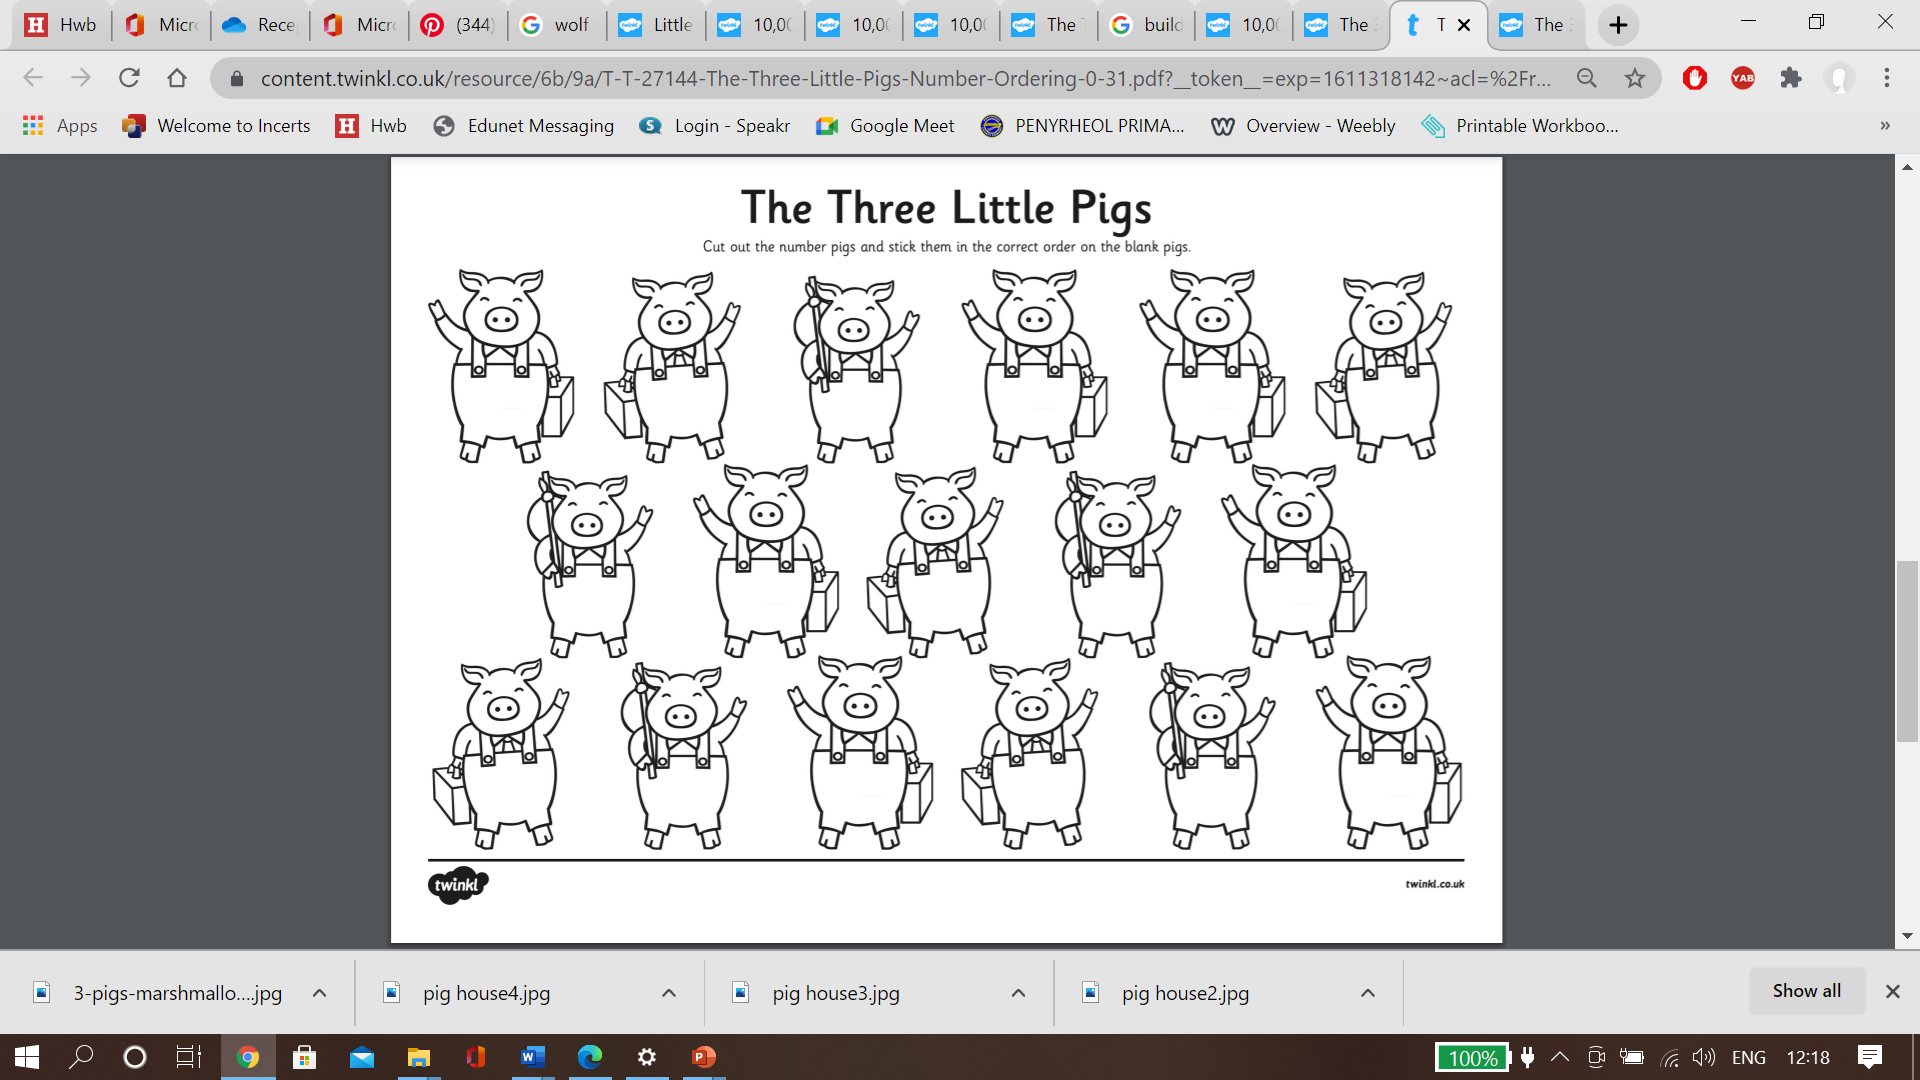 Hwb
Micr
Rece
Micr
(344)
wolf
Little
10,00
10,00
10,00
The
build
10,00
The
T
The
content.twinkl.co.uk/resource/6b/9a/T-T-27144-The-Three-Little-Pigs-Number-Ordering-0-31.pdf?__token__=exp=1611318142~acl=%2Fr...
YAB
Apps
Welcome to Incerts
Hwb
Edunet Messaging
Login - Speakr
Google Meet
PENYRHEOL PRIMA...
Overview - Weebly
Printable Workboo...
»
The Three Little Pigs
Cut out the number pigs and stick them in the correct order on the blank pigs.
twinkl
twinkl.co.uk
3-pigs-marshmallo....jpg
pig house4.jpg
pig house3.jpg
pig house2.jpg
Show all
100%
ENG
12:18